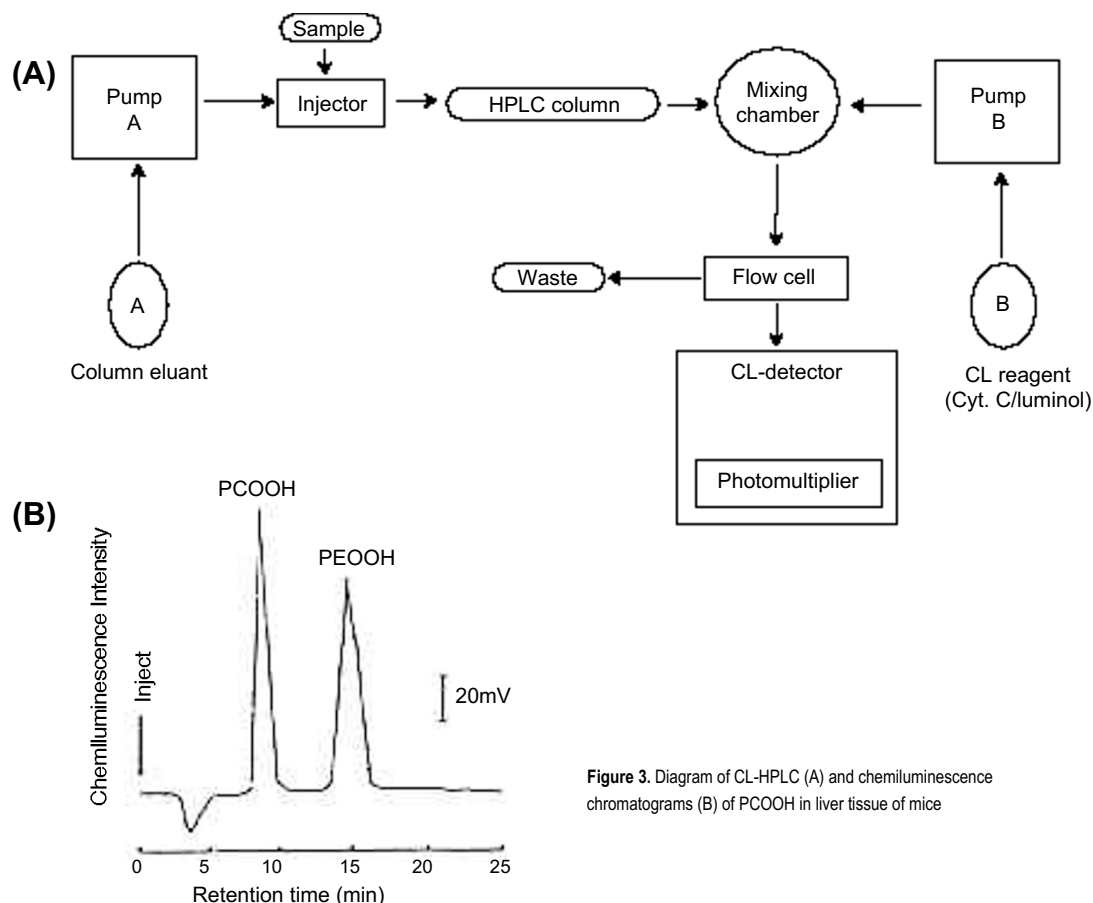 (A)
Sample
Pump
A
Injector
HPLC column
Mixing
chamber
Pump
B
A
Column eluant
Waste
Flow cell
B
CL reagent
(Cyt. C/luminol)
CL-detector
Photomultiplier
(B)
PCOOH
PEOOH
Chemiluminescence Intensity
Inject
20mV
0 5 10 15 20 25
Retention time (min)
Figure 3. Diagram of CL-HPLC (A) and chemiluminescence
chromatograms (B) of PCOOH in liver tissue of mice